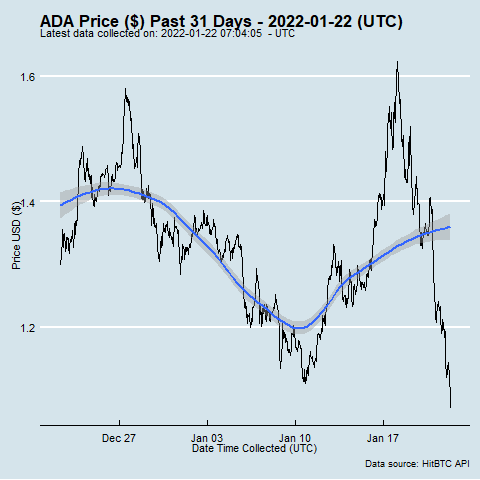 ADA Price ($) Past 31 Days - 2022-01-22 (UTC)
Latest data collected on: 2022-01-22 07:04:05  - UTC
1.6
1.4
1.2
Price USD ($)
Dec 27 Jan 03 Jan 10 Jan 17
Date Time Collected (UTC)
Data source: HitBTC API